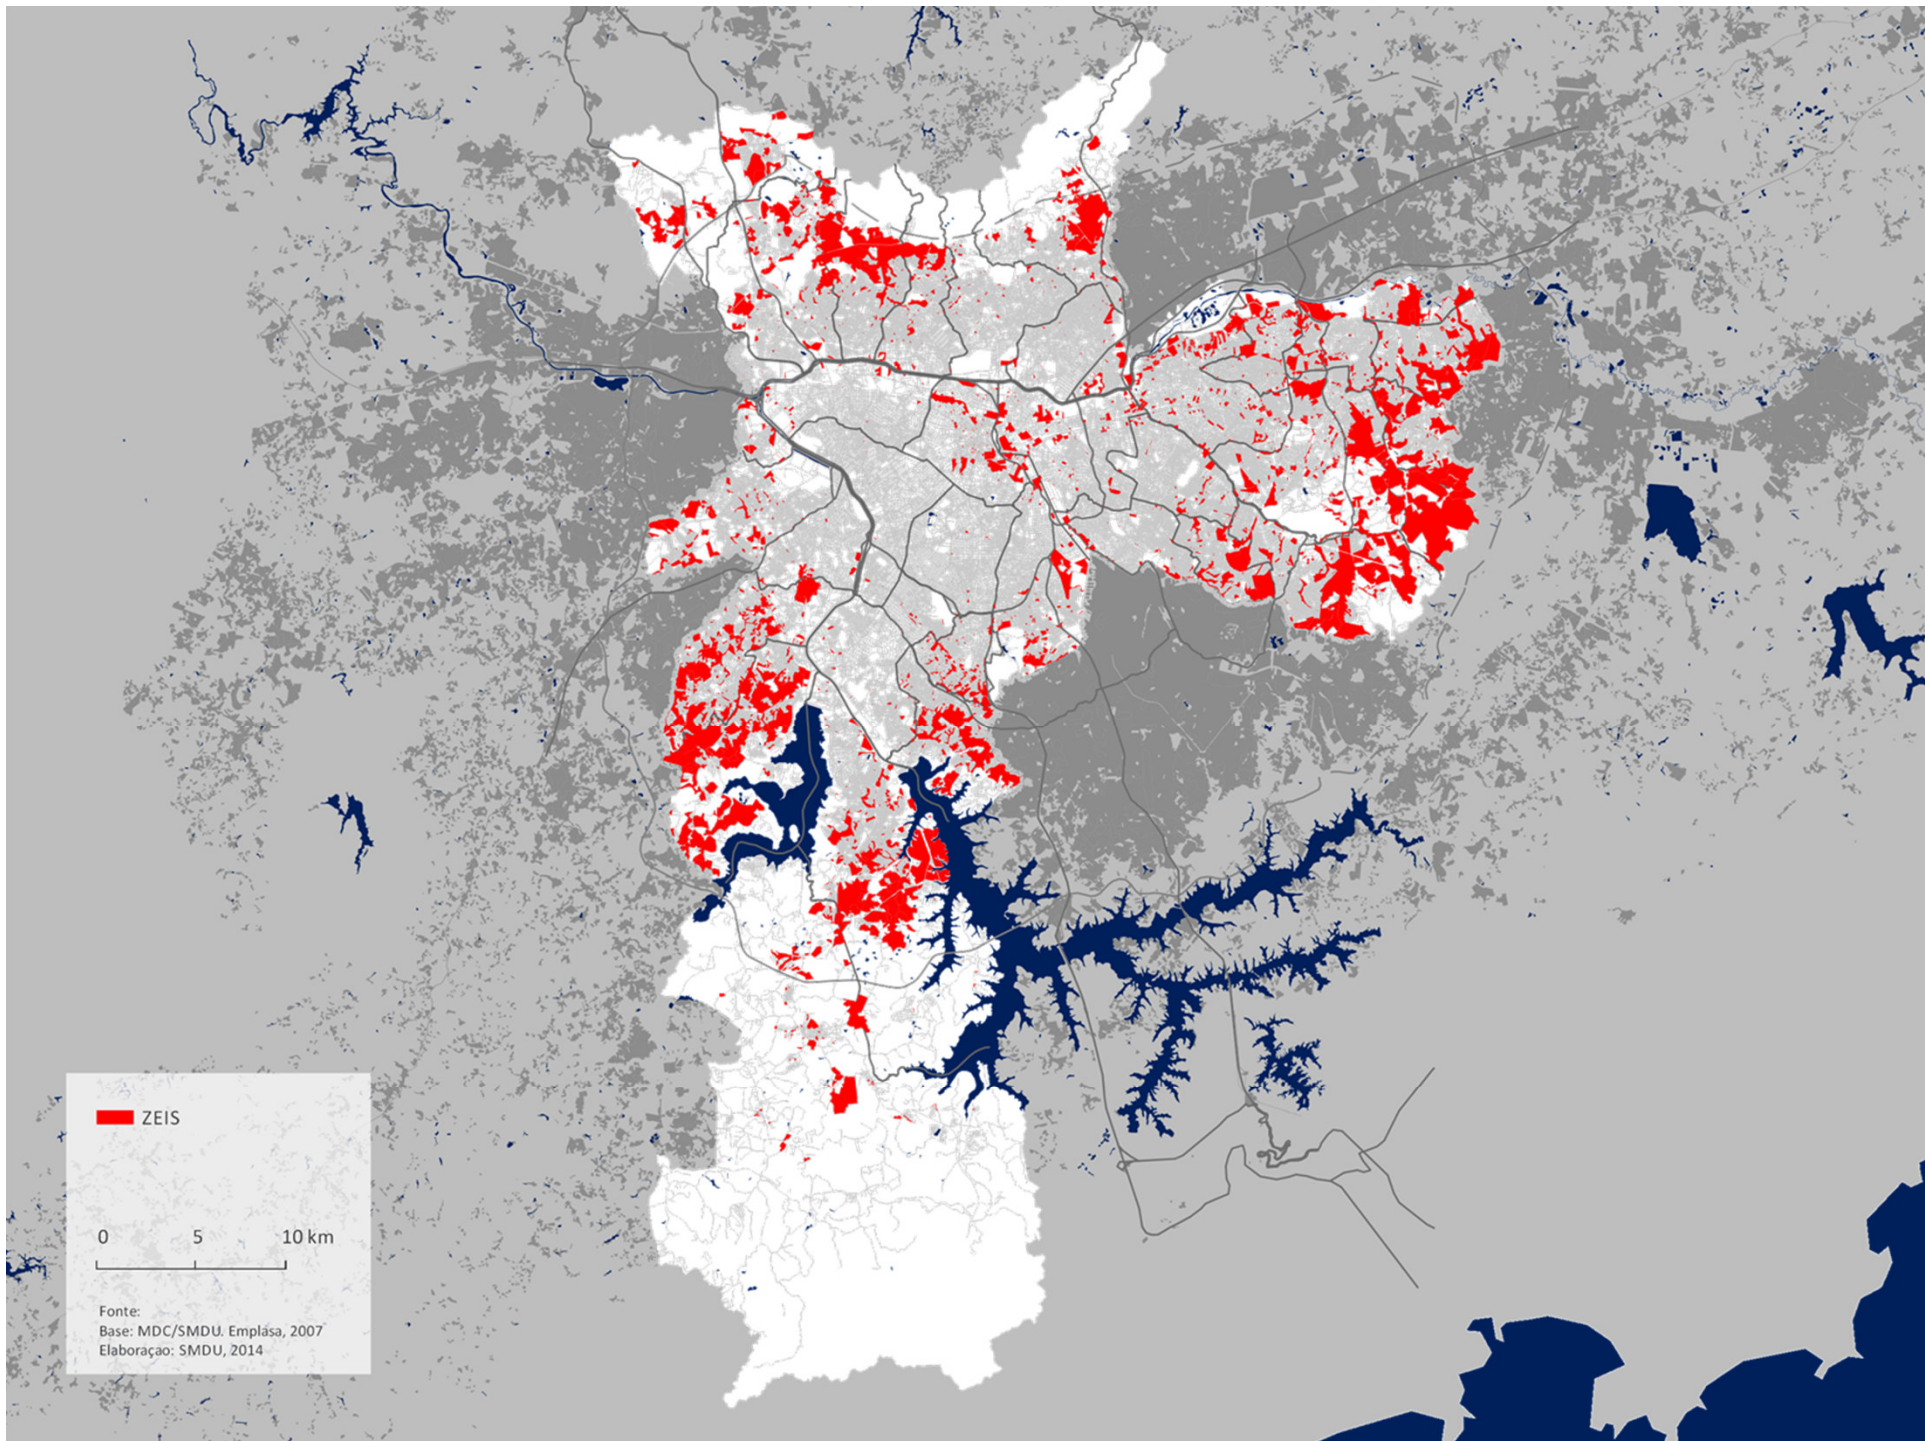 ZEIS
0 5 10 km
Fonte:
Base: MDC/SMDU. Emplasa, 2007
Elaboraçao: SMDU, 2014